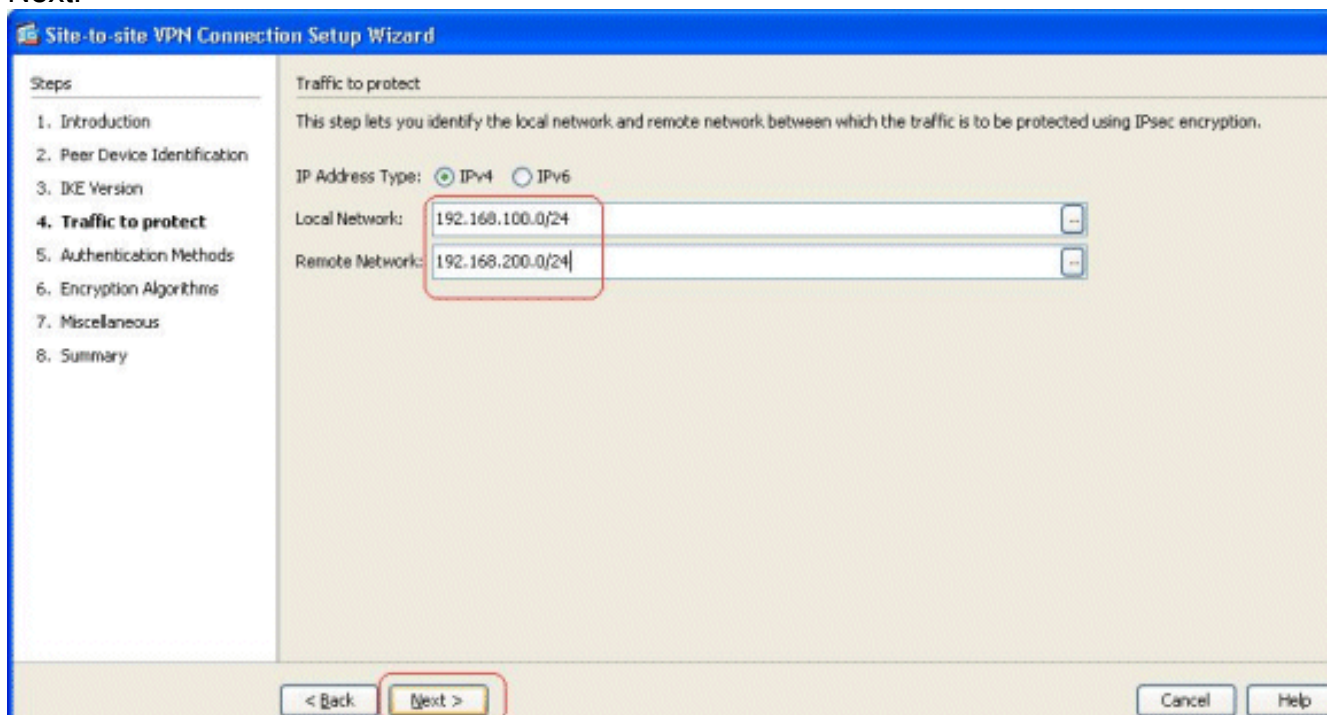 Site-to-site VPN Connection Setup Wizard
Steps
1. Introduction
2. Peer Device Identification
3. IKE Version
4. Traffic to protect
5. Authentication Methods
6. Encryption Algorithms
7. Miscellaneous
8. Summary
Traffic to protect
This step lets you identify the local network and remote network between which the traffic is to be protected using IPsec encryption.
IP Address Type: IPv4 IPv6
Local Network: 192.168.100.0/24 ...
Remote Network: 192.168.200.0/24 ...
< Back Next > Cancel Help